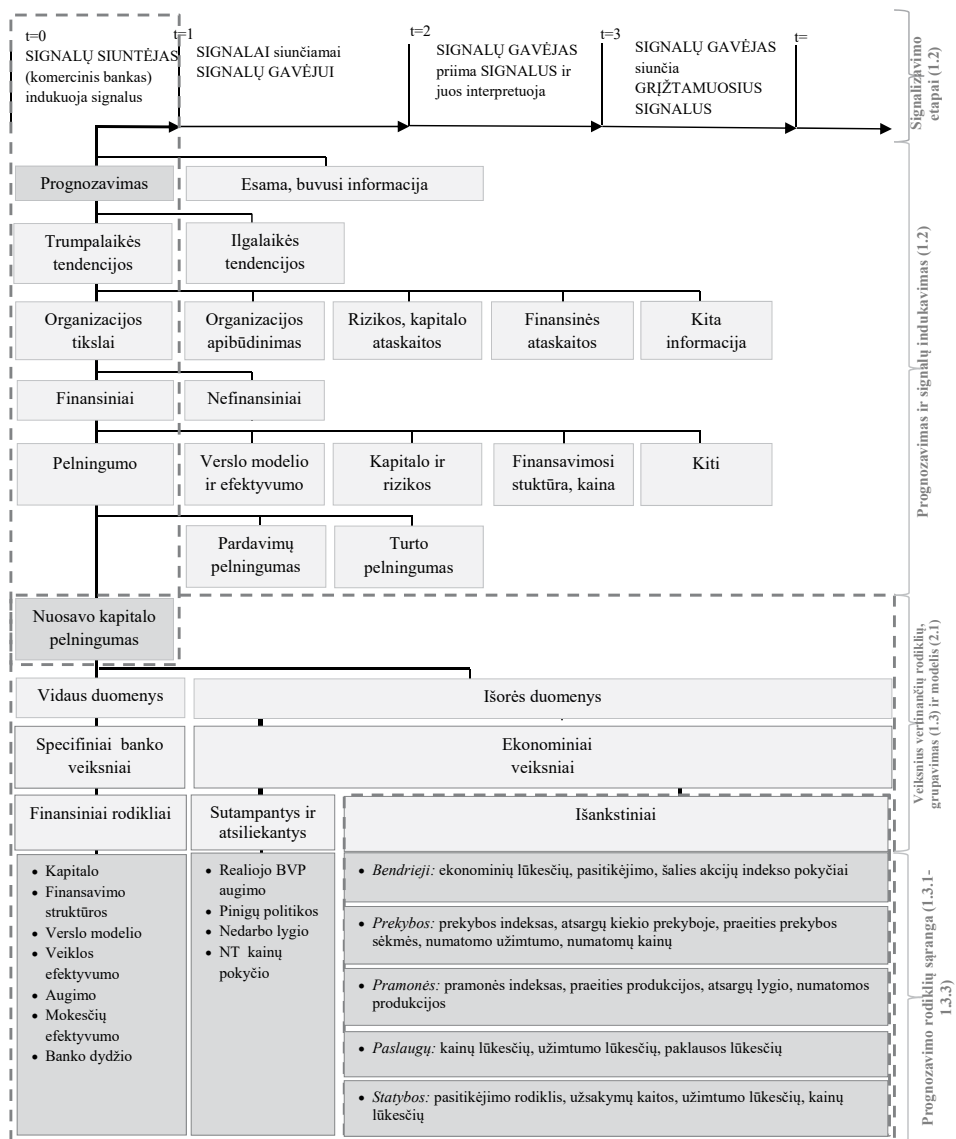 t=0
SIGNALŲ SIUNTĖJAS
(komercinis bankas)
indukuoja signalus
t=1
SIGNALAI siunčiamai
SIGNALŲ GAVĖJUI
t=2
SIGNALŲ GAVĖJAS
priima SIGNALUS ir
juos interpretuoja
t=3
SIGNALŲ GAVĖJAS
siunčia
GRĮŽTAMUOSIUS
SIGNALUS
t=
Signalizavimo
etapai (1.2)
Prognozavimas
Esama, buvusi informacija
Trumpalaikės
tendencijos
Ilgalaikės
tendencijos
Organizacijos
tikslai
Organizacijos
apibūdinimas
Rizikos, kapitalo
ataskaitos
Finansinės
ataskaitos
Kita
informacija
Finansiniai
Nefinansiniai
Pelningumo
Verslo modelio
ir efektyvumo
Kapitalo ir
rizikos
Finansavimosi
stuktūra, kaina
Kiti
Pardavimų
pelningumas
Turto
pelningumas
Prognozavimas ir signalų indukavimas (1.2)
Nuosavo kapitalo
pelningumas
Vidaus duomenys
Išorės duomenys
Specifiniai banko
veiksniai
Ekonominiai
veiksniai
Finansiniai rodikliai
Sutampantys ir
atsiliekantys
Išankstiniai
Veiksnius vertinančių rodiklių,
grupavimas (1.3) ir modelis (2.1)
• Kapitalo
• Finansavimo
struktūros
• Verslo modelio
• Veiklos
efektyvumo
• Augimo
• Mokesčių
efektyvumo
• Banko dydžio
• Realiojo BVP
augimo
• Pinigų politikos
• Nedarbo lygio
• NT kainų
pokyčio
• Bendrieji: ekonominių lūkesčių, pasitikėjimo, šalies akcijų indekso pokyčiai
• Prekybos: prekybos indeksas, atsargų kiekio prekyboje, praeities prekybos
sėkmės, numatomo užimtumo, numatomų kainų
• Pramonės: pramonės indeksas, praeities produkcijos, atsargų lygio, numatomos
produkcijos
• Paslaugų: kainų lūkesčių, užimtumo lūkesčių, paklausos lūkesčių
• Statybos: pasitikėjimo rodiklis, užsakymų kaitos, užimtumo lūkesčių, kainų
lūkesčių
Prognozavimo rodiklių sąranga (1.3.1-
1.3.3)